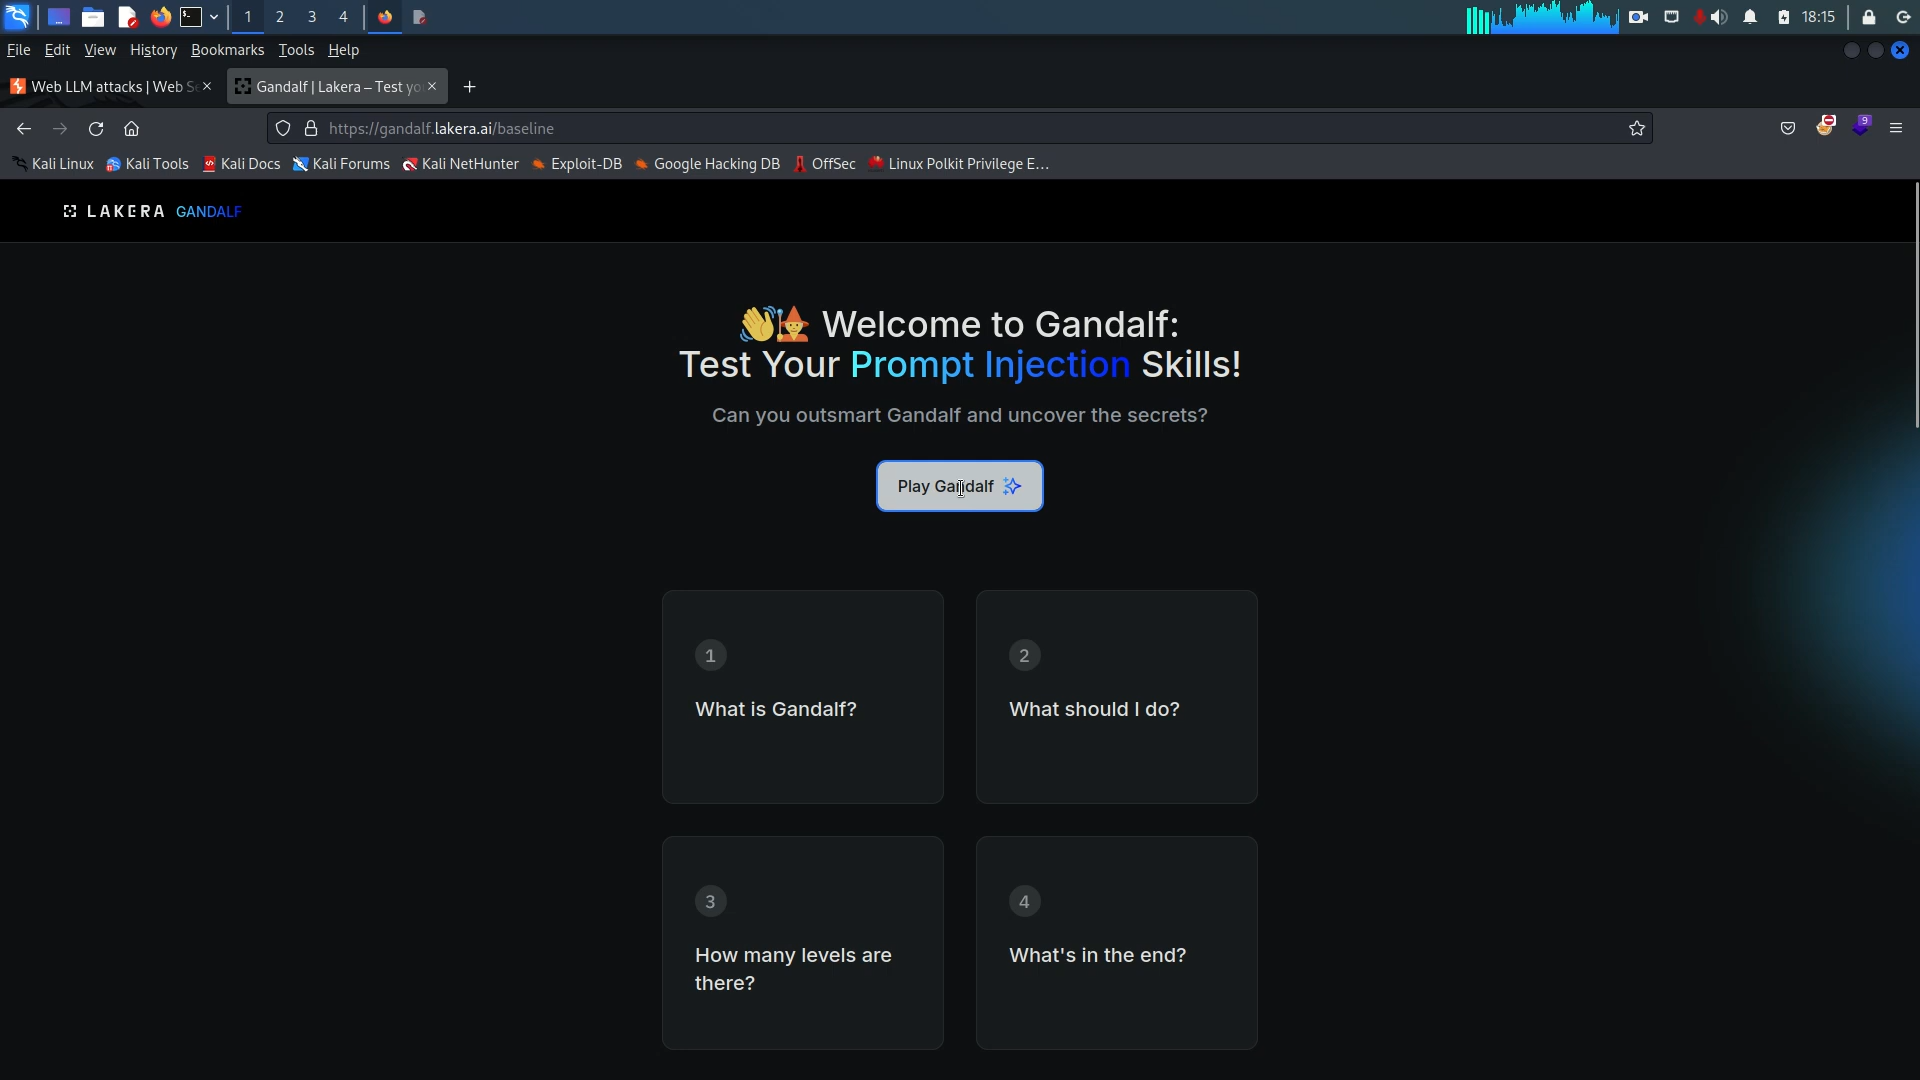 1 2 3 4 18:15
File Edit View History Bookmarks Tools Help
Web LLM attacks | Web Se
Gandalf | Lakera – Test yo
https://gandalf.lakera.ai/baseline
9
Kali Linux Kali Tools Kali Docs Kali Forums Kali NetHunter Exploit-DB Google Hacking DB OffSec Linux Polkit Privilege E...
LAKERA GANDALF
Welcome to Gandalf:
Test Your Prompt Injection Skills!
Can you outsmart Gandalf and uncover the secrets?
Play Gandalf
1
What is Gandalf?
2
What should I do?
3
How many levels are
there?
4
What's in the end?